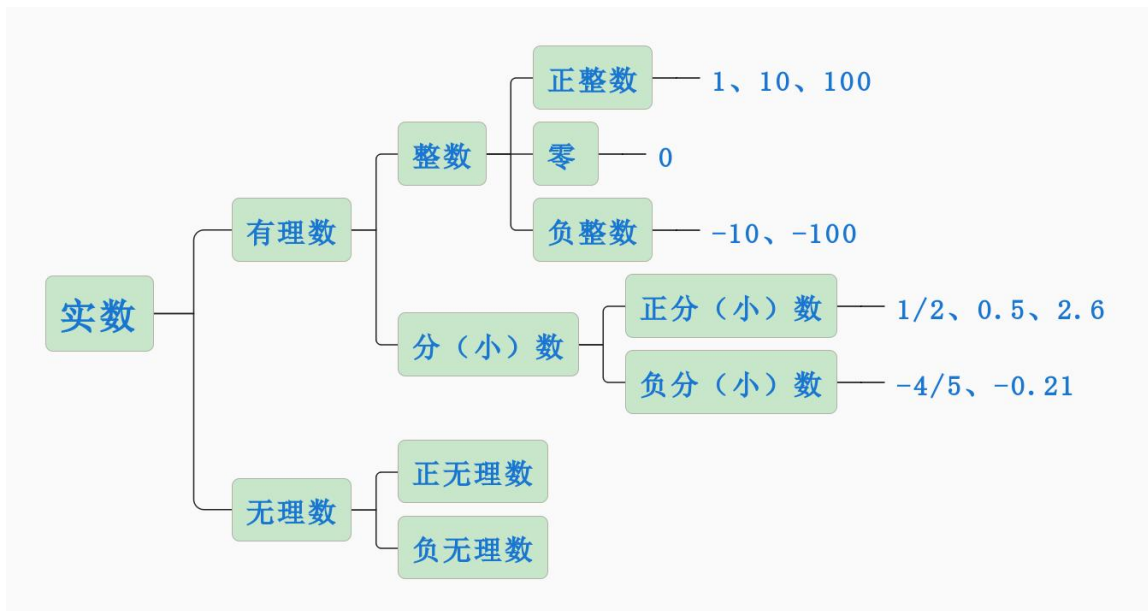 实数
有理数
整数
正整数
1、10、100
零
0
负整数
-10、-100
分（小）数
正分（小）数
1/2、0.5、2.6
负分（小）数
-4/5、-0.21
无理数
正无理数
负无理数